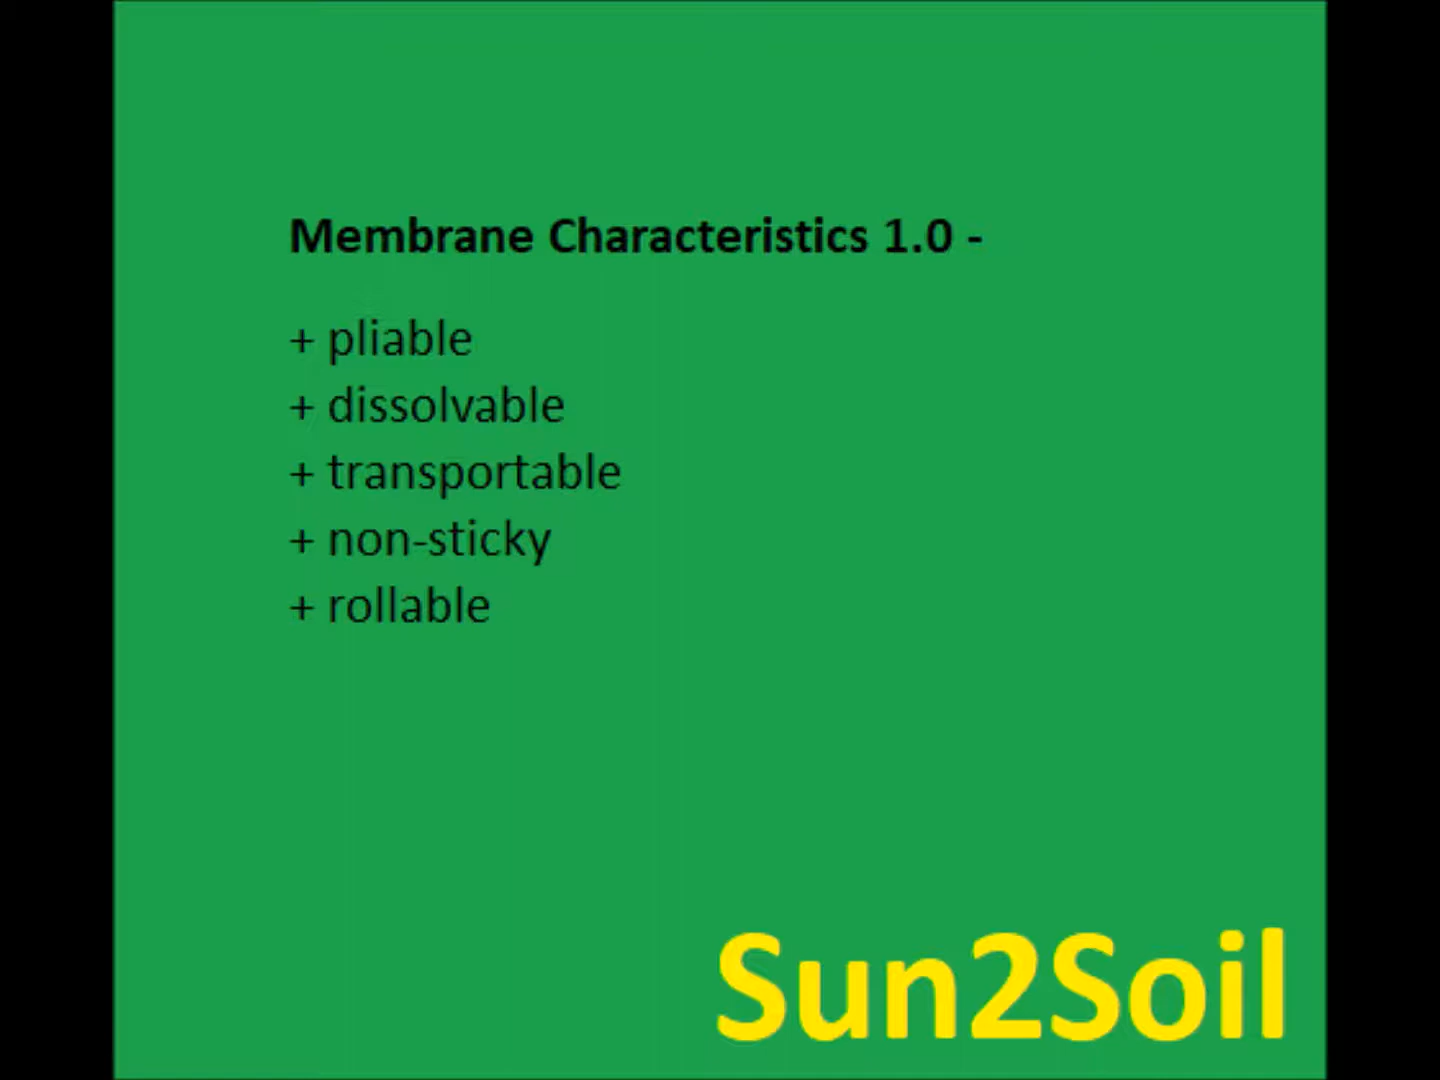 Membrane Characteristics 1.0 -
+ pliable
+ dissolvable
+ transportable
+ non-sticky
+ rollable
Sun2Soil